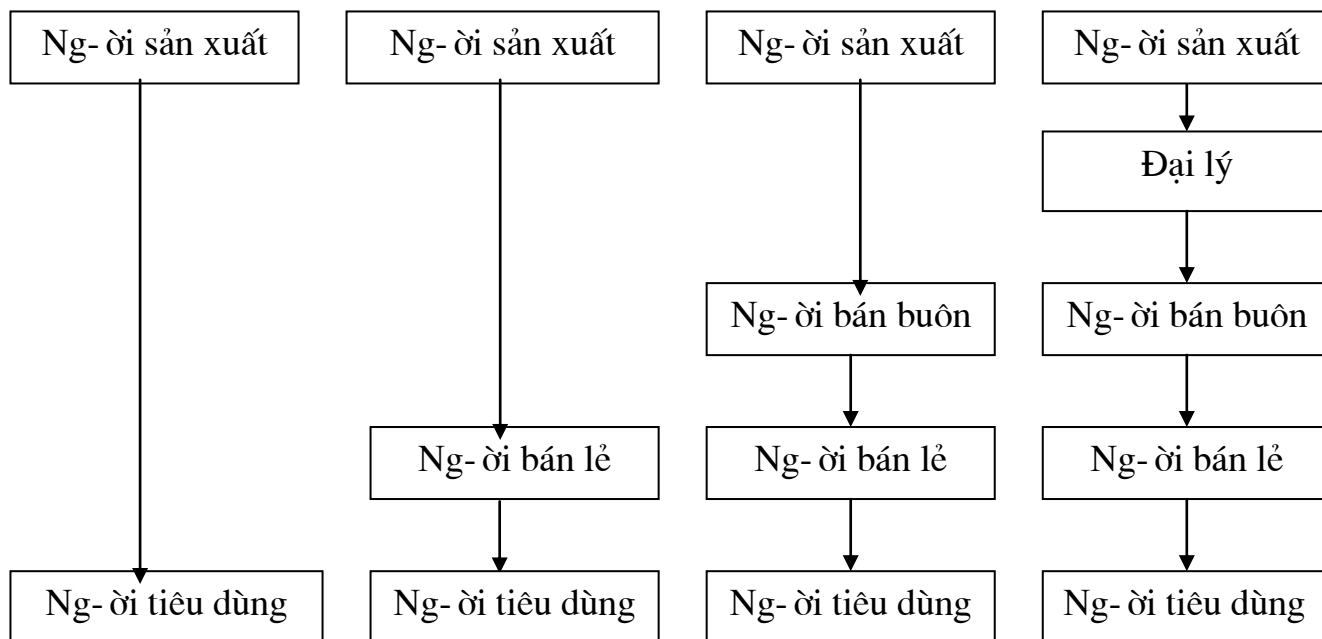 Ng- ời sản xuất
Ng- ời sản xuất
Ng- ời sản xuất
Ng- ời sản xuất
Đại lý
Ng- ời bán buôn
Ng- ời bán buôn
Ng- ời bán lẻ
Ng- ời bán lẻ
Ng- ời bán lẻ
Ng- ời tiêu dùng
Ng- ời tiêu dùng
Ng- ời tiêu dùng
Ng- ời tiêu dùng